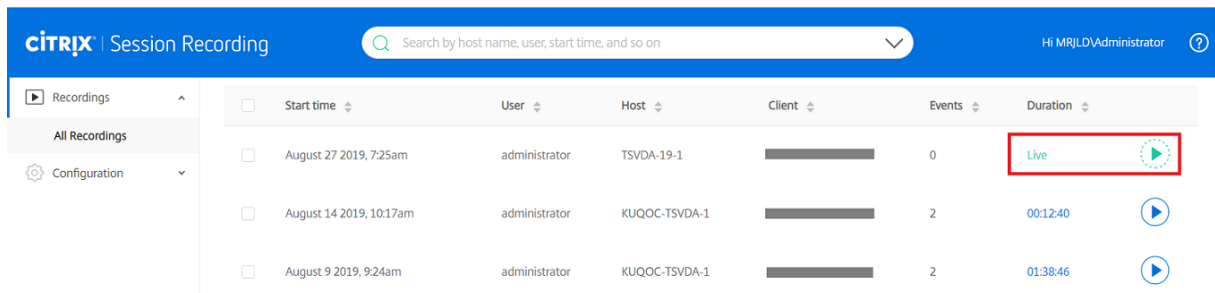 CİTRIX | Session Recording
Search by host name, user, start time, and so on
Hi MRJLD\Administrator
?
Recordings
All Recordings
Configuration
Start time User Host Client Events Duration
August 27 2019, 7:25am administrator TSVDA-19-1 0 Live
August 14 2019, 10:17am administrator KUQOC-TSVDA-1 2 00:12:40
August 9 2019, 9:24am administrator KUQOC-TSVDA-1 2 01:38:46